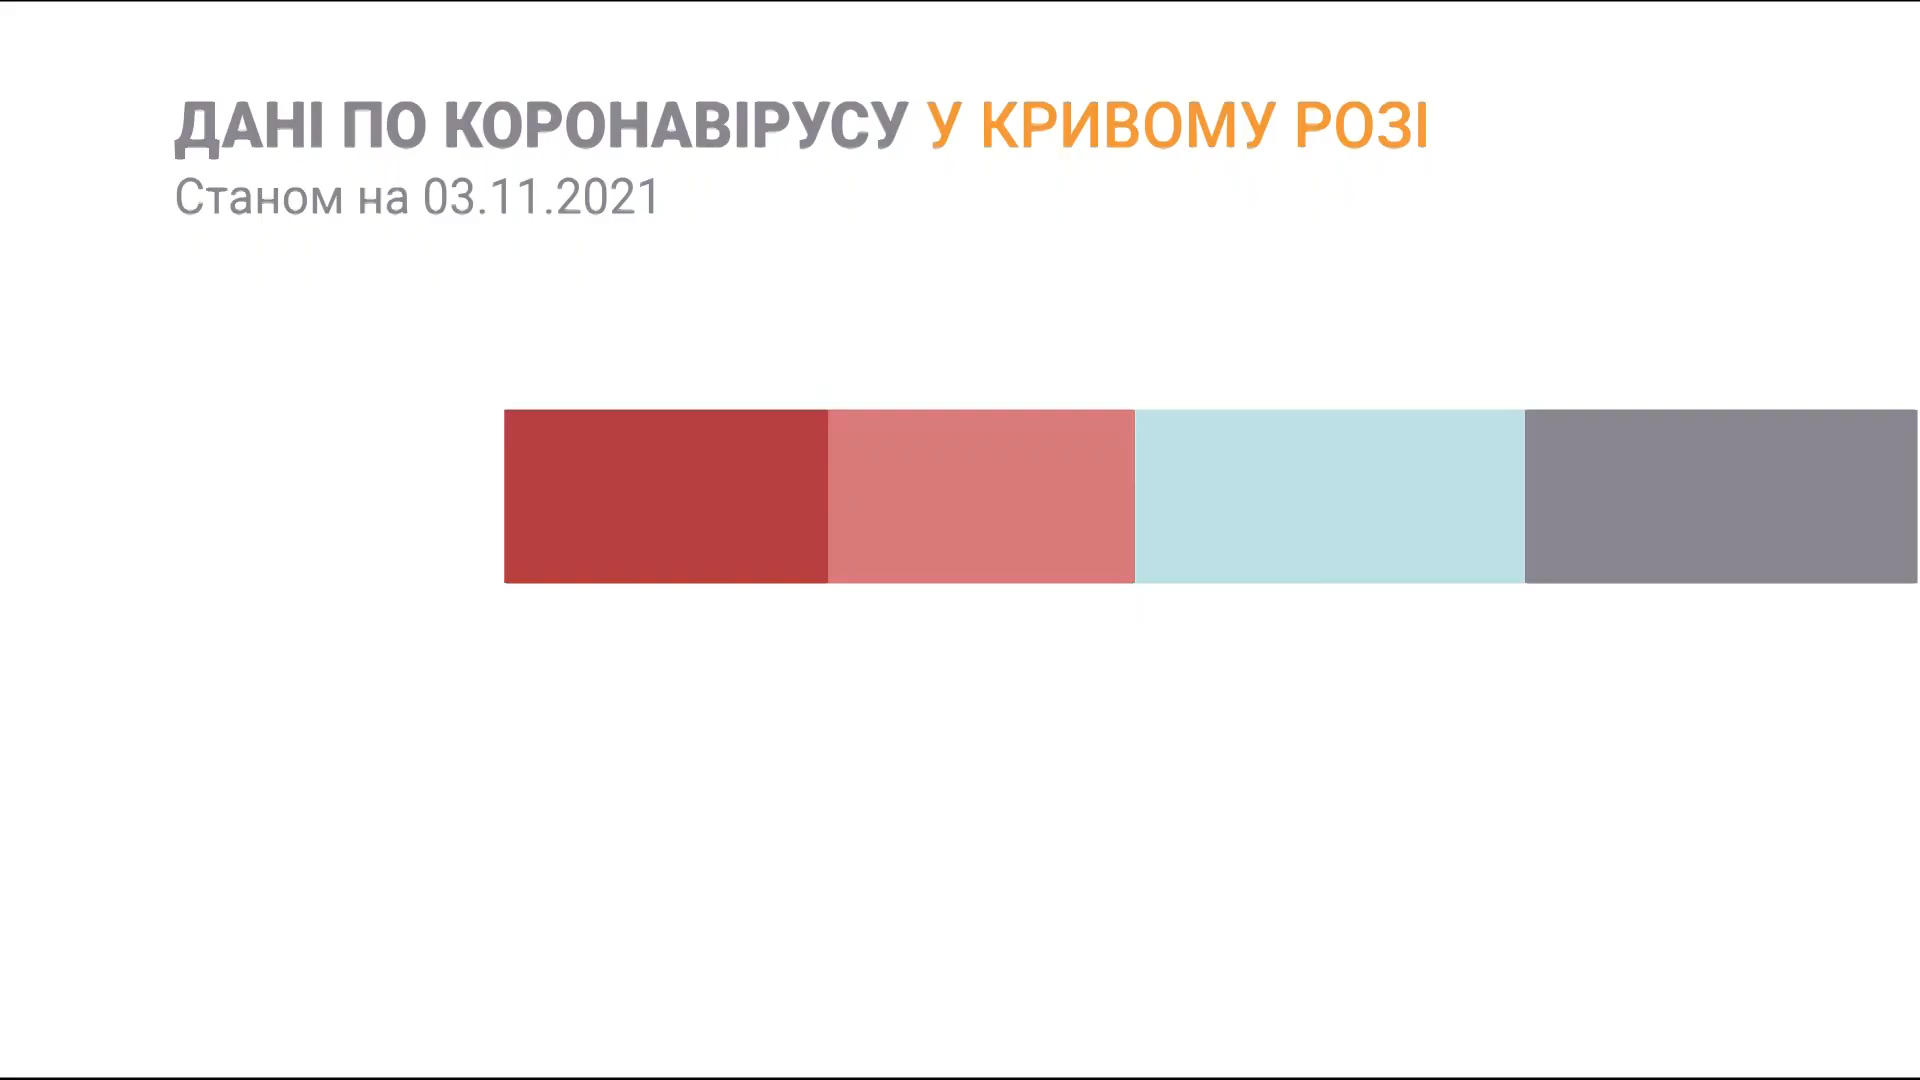 ДАНІ ПО КОРОНАВІРУСУ У КРИВОМУ РОЗІ
Станом на 03.11.2021